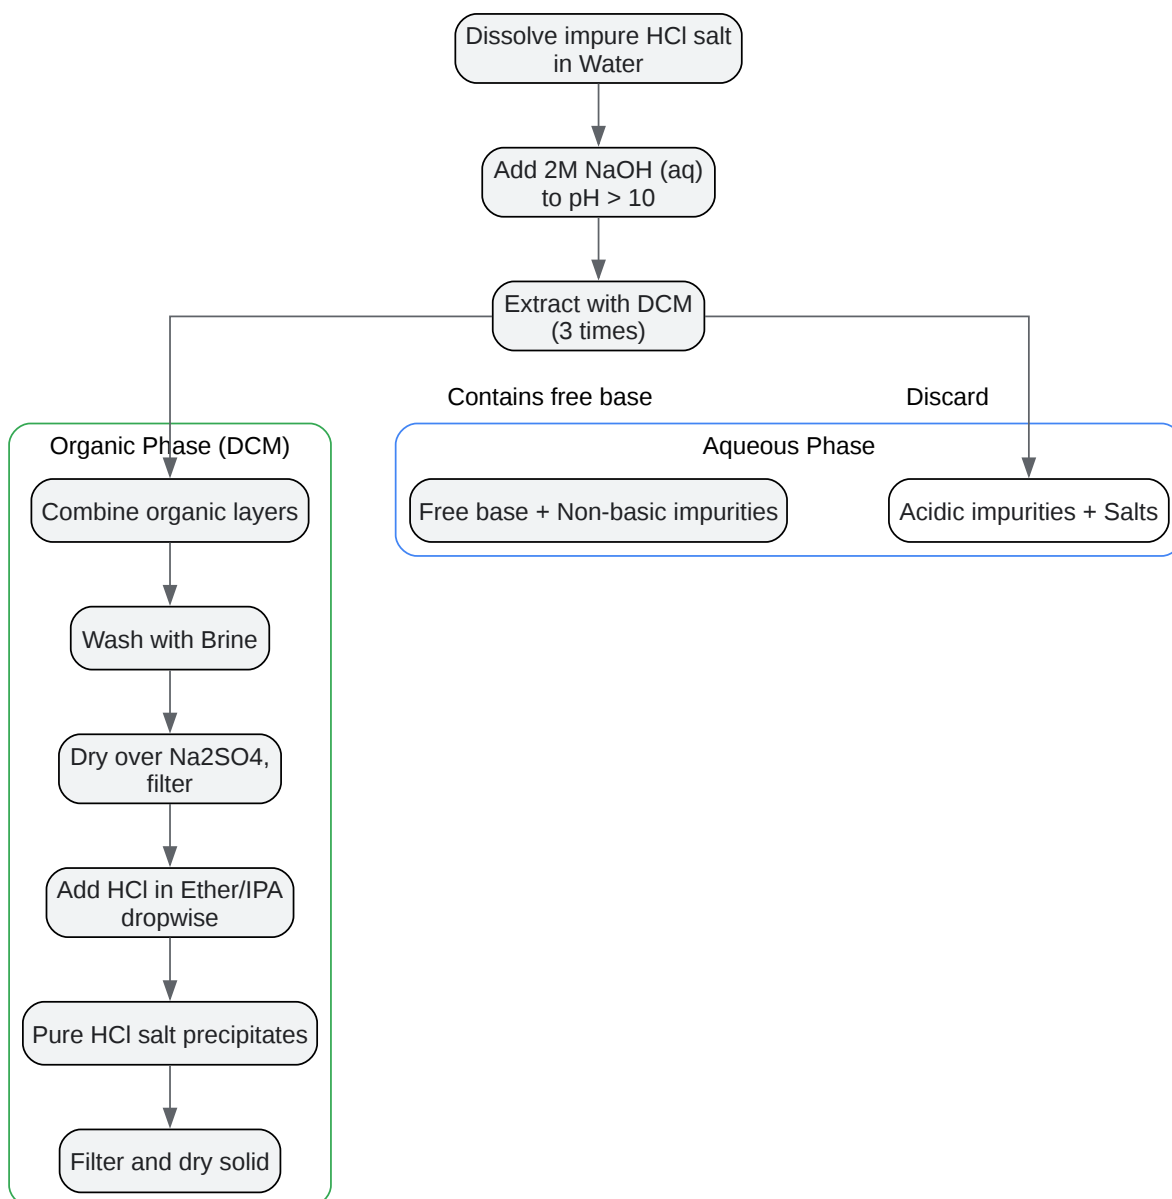 Dissolve impure HCl salt
in Water
Add 2M NaOH (aq)
to pH > 10
Extract with DCM
(3 times)
Contains free base
Discard
Organic Phase (DCM)
Aqueous Phase
Combine organic layers
Free base + Non-basic impurities
Acidic impurities + Salts
Wash with Brine
Dry over Na2SO4,
filter
Add HCl in Ether/IPA
dropwise
Pure HCl salt precipitates
Filter and dry solid